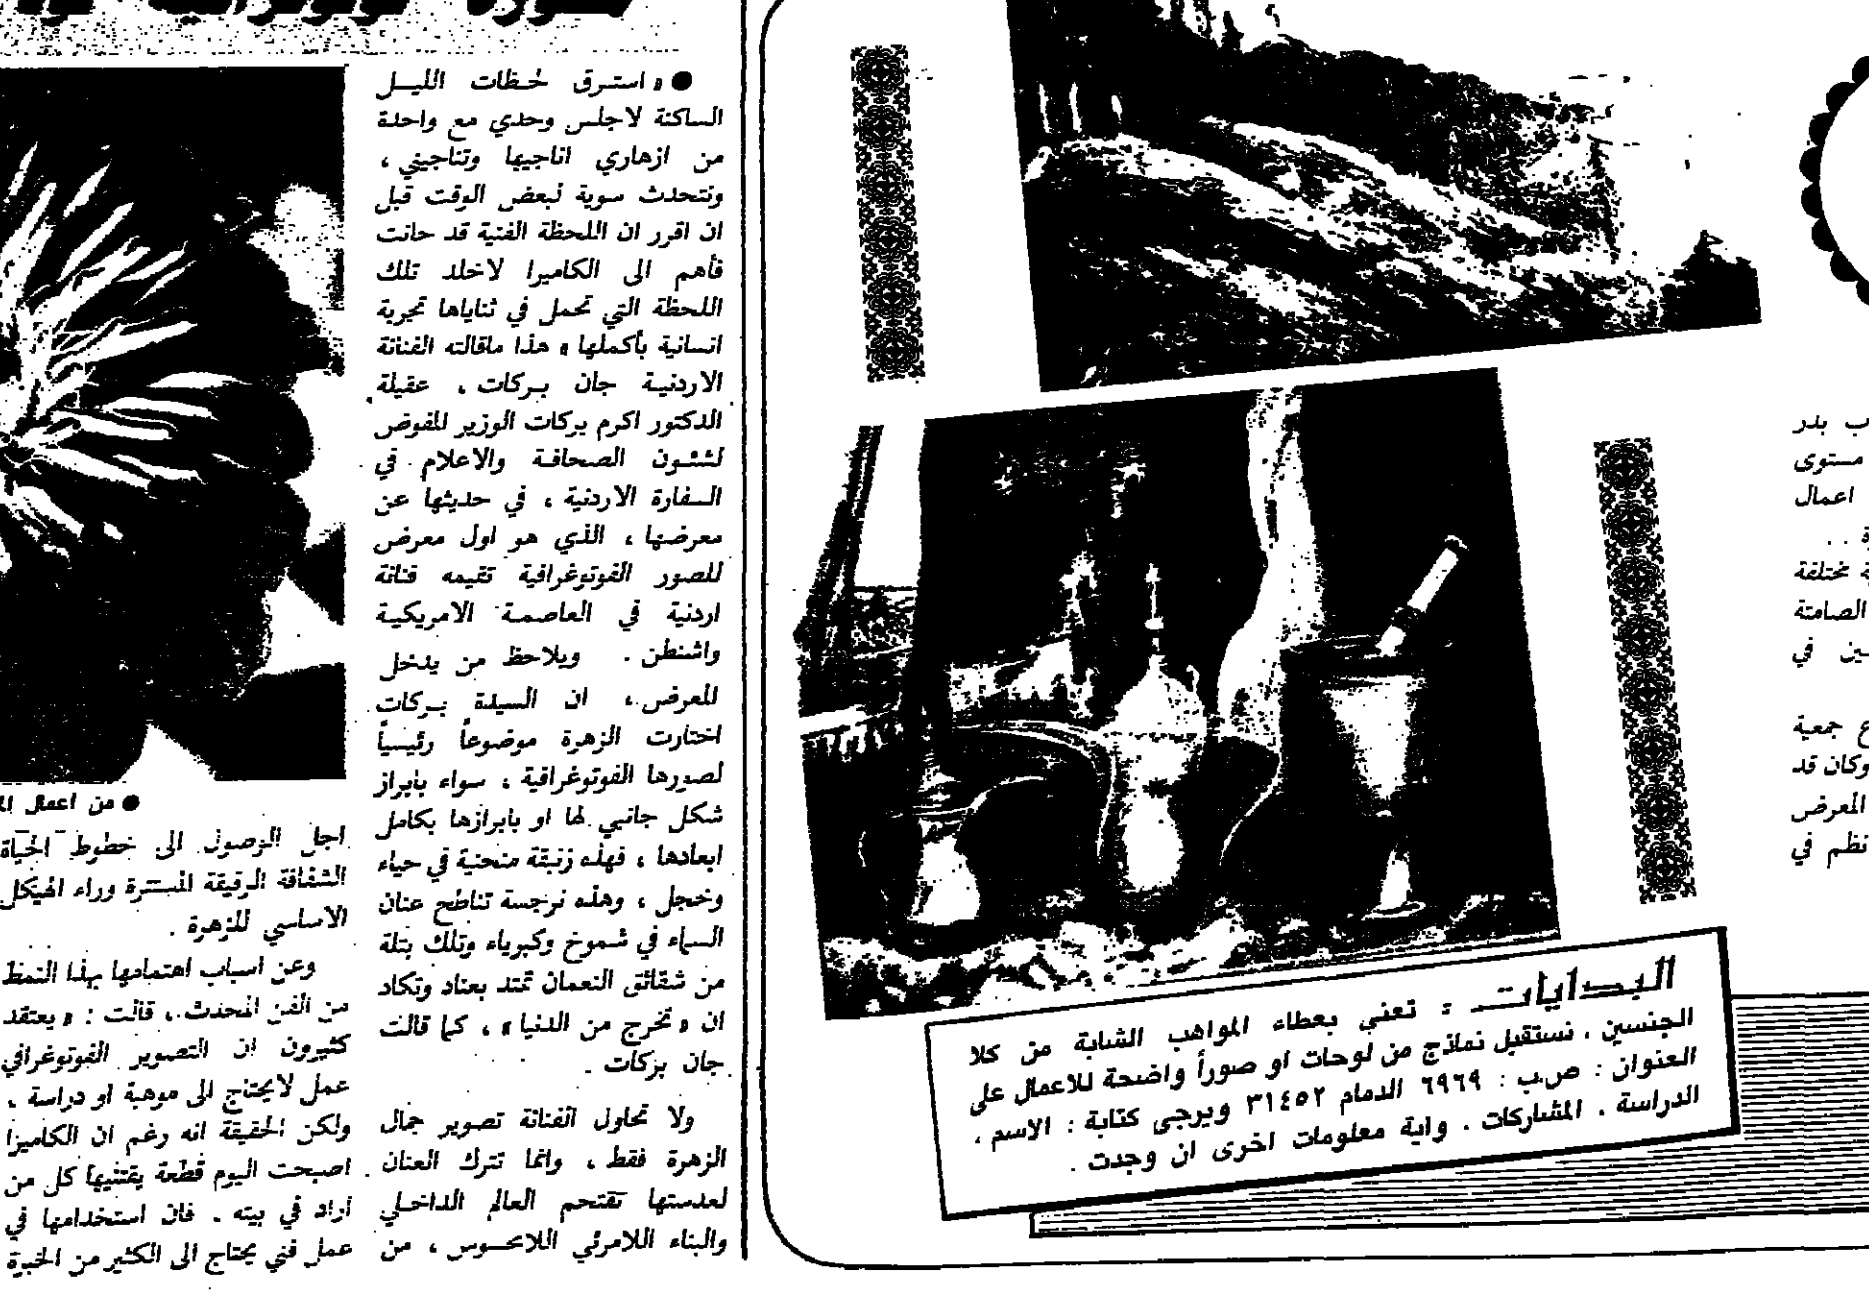 ب بدر
مستوى
اعمال
ة . .
ة مختلفة
الصامتة
ـين في
ع جمعية
وكان قد
المعرض
نظم في
البدايات : تعنى بعطاء المواهب الشابة من كلا
الجنسين . نستقبل نماذج من لوحات او صوراً واضحة للاعمال على
العنوان : ص.ب : ٦٩٦٩ الدمام ٣١٤٥٢ ويرجى كتابة : الاسم ،
الدراسة . المشاركات . واية معلومات اخرى ان وجدت .
● « استرق لحظات الليل
الساكنة لاجلس وحدي مع واحدة
من ازهاري اناجيها وتناجيني ،
ونتحدث سوية لبعض الوقت قبل
ان اقرر ان اللحظة الفنية قد حانت
فأهم الى الكاميرا لاخلد تلك
اللحظة التي تحمل في ثناياها تجربة
انسانية بأكملها » هذا ماقالته الفنانة
الاردنية جان بركات ، عقيلة
الدكتور اكرم بركات الوزير المفوض
لشئون الصحافة والاعلام في
السفارة الاردنية ، في حديثها عن
معرضها ، الذي هو اول معرض
للصور الفوتوغرافية تقيمه فنانة
اردنية في العاصمة الامريكية
واشنطن . ويلاحظ من يدخل
المعرض ، ان السيدة بركات
اختارت الزهرة موضوعاً رئيسياً
لصورها الفوتوغرافية ، سواء بابراز
شكل جانبي لها او بابرازها بكامل
ابعادها ، فهذه زنبقة منحنية في حياء
وخجل ، وهذه نرجسة تناطح عنان
السماء في شموخ وكبرياء وتلك بتلة
من شقائق النعمان تمتد بعناد وتكاد
ان « تخرج من الدنيا » ، كما قالت
جان بركات .
ولا تحاول الفنانة تصوير جمال
الزهرة فقط ، وانما تترك العنان
لعدستها تقتحم العالم الداخلي
والبناء اللامرئي اللامحسوس ، من
● من اعمال
اجل الوصول الى خطوط الحياة
الشفافة الرقيقة المستترة وراء الهيكل
الاساسي للزهرة .
وعن اسباب اهتمامها بهذا النمط
من الفن المحدث ، قالت : « يعتقد
كثيرون ان التصوير الفوتوغرافي
عمل لايحتاج الى موهبة او دراسة ،
ولكن الحقيقة انه رغم ان الكاميرا
اصبحت اليوم قطعة يقتنيها كل من
اراد في بيته . فان استخدامها في
عمل فني يحتاج الى الكثير من الخبرة